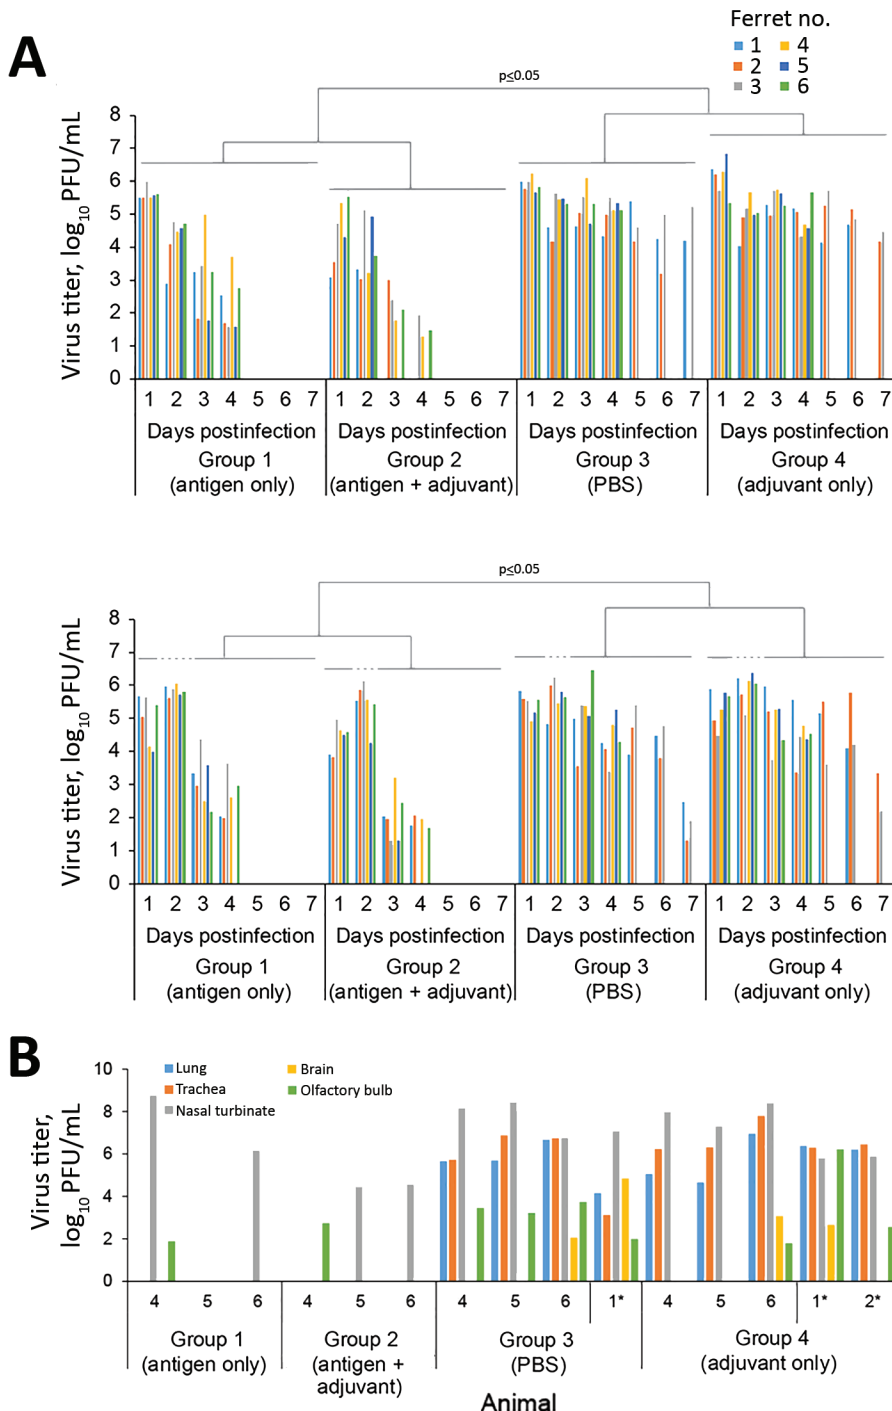 Ferret no.
1 4
2 5
3 6
A
p≤0.05
Virus titer, log10 PFU/mL
8
7
6
5
4
3
2
1
0
1 2 3 4 5 6 7 1 2 3 4 5 6 7 1 2 3 4 5 6 7 1 2 3 4 5 6 7
Days postinfection Days postinfection Days postinfection Days postinfection
Group 1 Group 2 Group 3 Group 4
(antigen only) (antigen + adjuvant) (PBS) (adjuvant only)
p≤0.05
Virus titer, log10 PFU/mL
8
7
6
5
4
3
2
1
0
1 2 3 4 5 6 7 1 2 3 4 5 6 7 1 2 3 4 5 6 7 1 2 3 4 5 6 7
Days postinfection Days postinfection Days postinfection Days postinfection
Group 1 Group 2 Group 3 Group 4
(antigen only) (antigen + adjuvant) (PBS) (adjuvant only)
B
Lung Brain
Trachea Olfactory bulb
Nasal turbinate
Virus titer,
log10 PFU/mL
10
8
6
4
2
0
4 5 6 4 5 6 4 5 6 1* 4 5 6 1* 2*
Group 1 Group 2 Group 3 Group 4
(antigen only) (antigen + (PBS) (adjuvant only)
adjuvant)
Animal